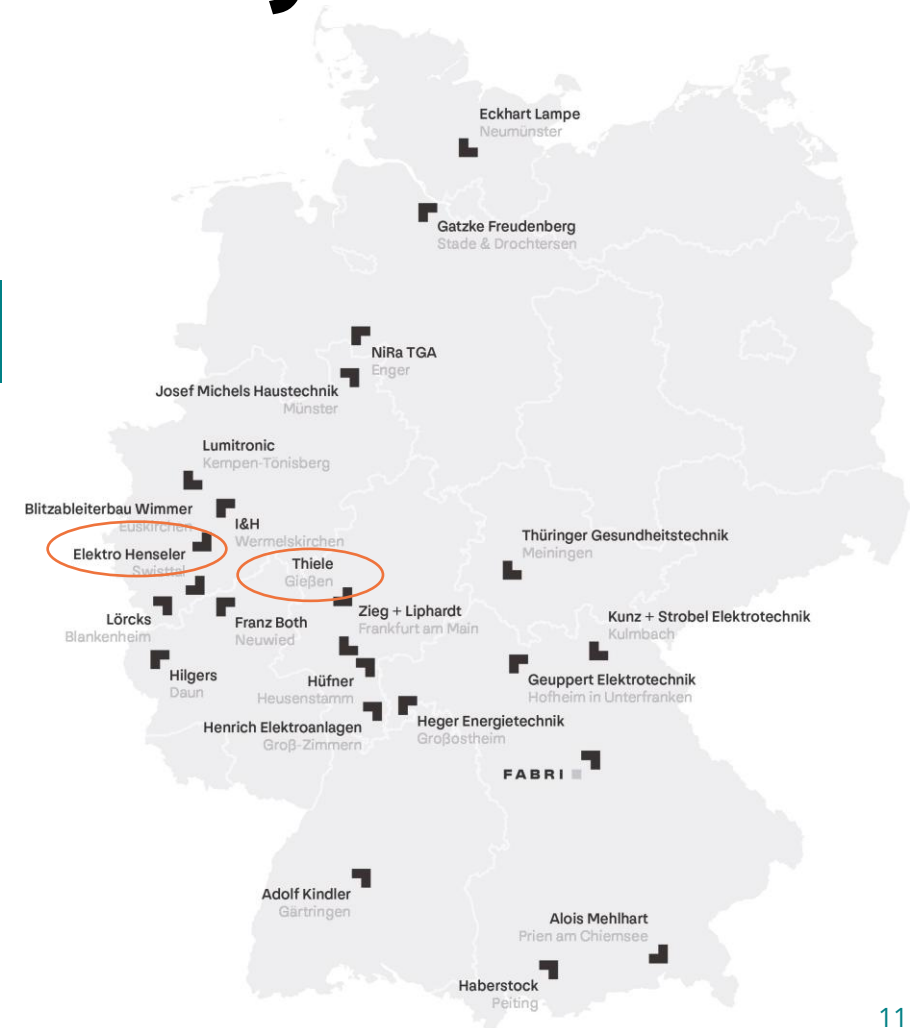 Eckhart Lampe
Neumünster
Gatzke Freudenberg
Stade & Drochtersen
NiRa TGA
Enger
Josef Michels Haustechnik
Münster
Lumitronic
Kempen-Tönisberg
Blitzableiterbau Wimmer
Euskirchen
I&H
Wermelskirchen
Elektro Henseler
Swisttal
Thiele
Gießen
Thüringer Gesundheitstechnik
Meiningen
Lörcks
Blankenheim
Franz Both
Neuwied
Zieg + Liphardt
Frankfurt am Main
Kunz + Strobel Elektrotechnik
Kulmbach
Hilgers
Daun
Hüfner
Heusenstamm
Geuppert Elektrotechnik
Hofheim in Unterfranken
Henrich Elektroanlagen
Groß-Zimmern
Heger Energietechnik
Großostheim
FABRI
Adolf Kindler
Gärtringen
Alois Mehlhart
Prien am Chiemsee
Haberstock
Peiting
11